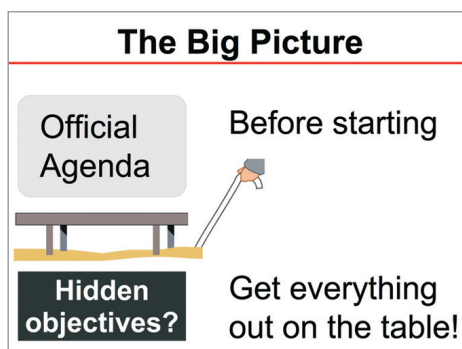 The Big Picture
Official
Agenda
Before starting
Hidden
objectives?
Get everything
out on the table!